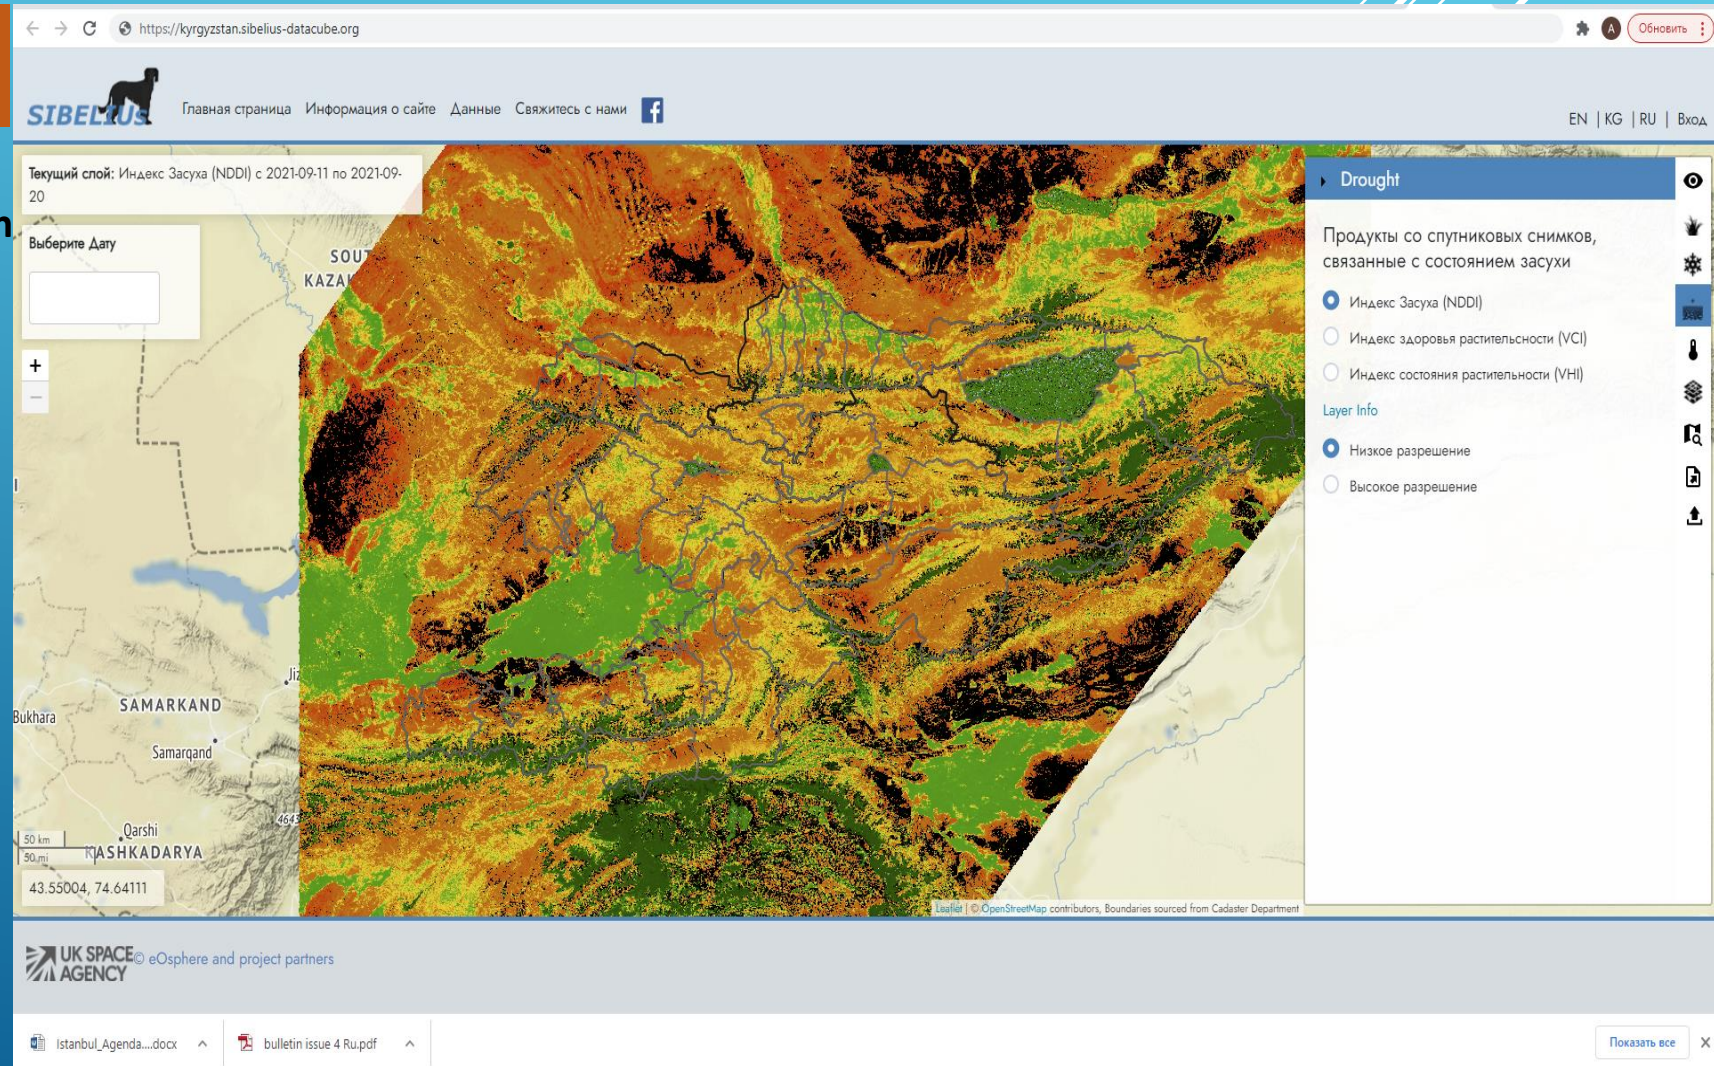 https://kyrgyzstan.sibelius-datacube.org
A
Обновить
SIBELIUs
Главная страница Информация о сайте Данные Свяжитесь с нами
EN | KG | RU | Вход
Текущий слой: Индекс Засуха (NDDI) с 2021-09-11 по 2021-09-
20
n
Выберите Дату
SOUT
KAZA
+
−
Drought
Продукты со спутниковых снимков,
связанные с состоянием засухи
Индекс Засуха (NDDI)
Индекс здоровья растительсности (VCI)
Индекс состояния растительности (VHI)
Layer Info
Низкое разрешение
Высокое разрешение
Jiz
SAMARKAND
Bukhara
Samarqand
4643
Qarshi
50 km
50 mi
KASHKADARYA
43.55004, 74.64111
Leaflet | © OpenStreetMap contributors, Boundaries sourced from Cadaster Department
UK SPACE
AGENCY
© eOsphere and project partners
Istanbul_Agenda....docx
bulletin issue 4 Ru.pdf
Показать все